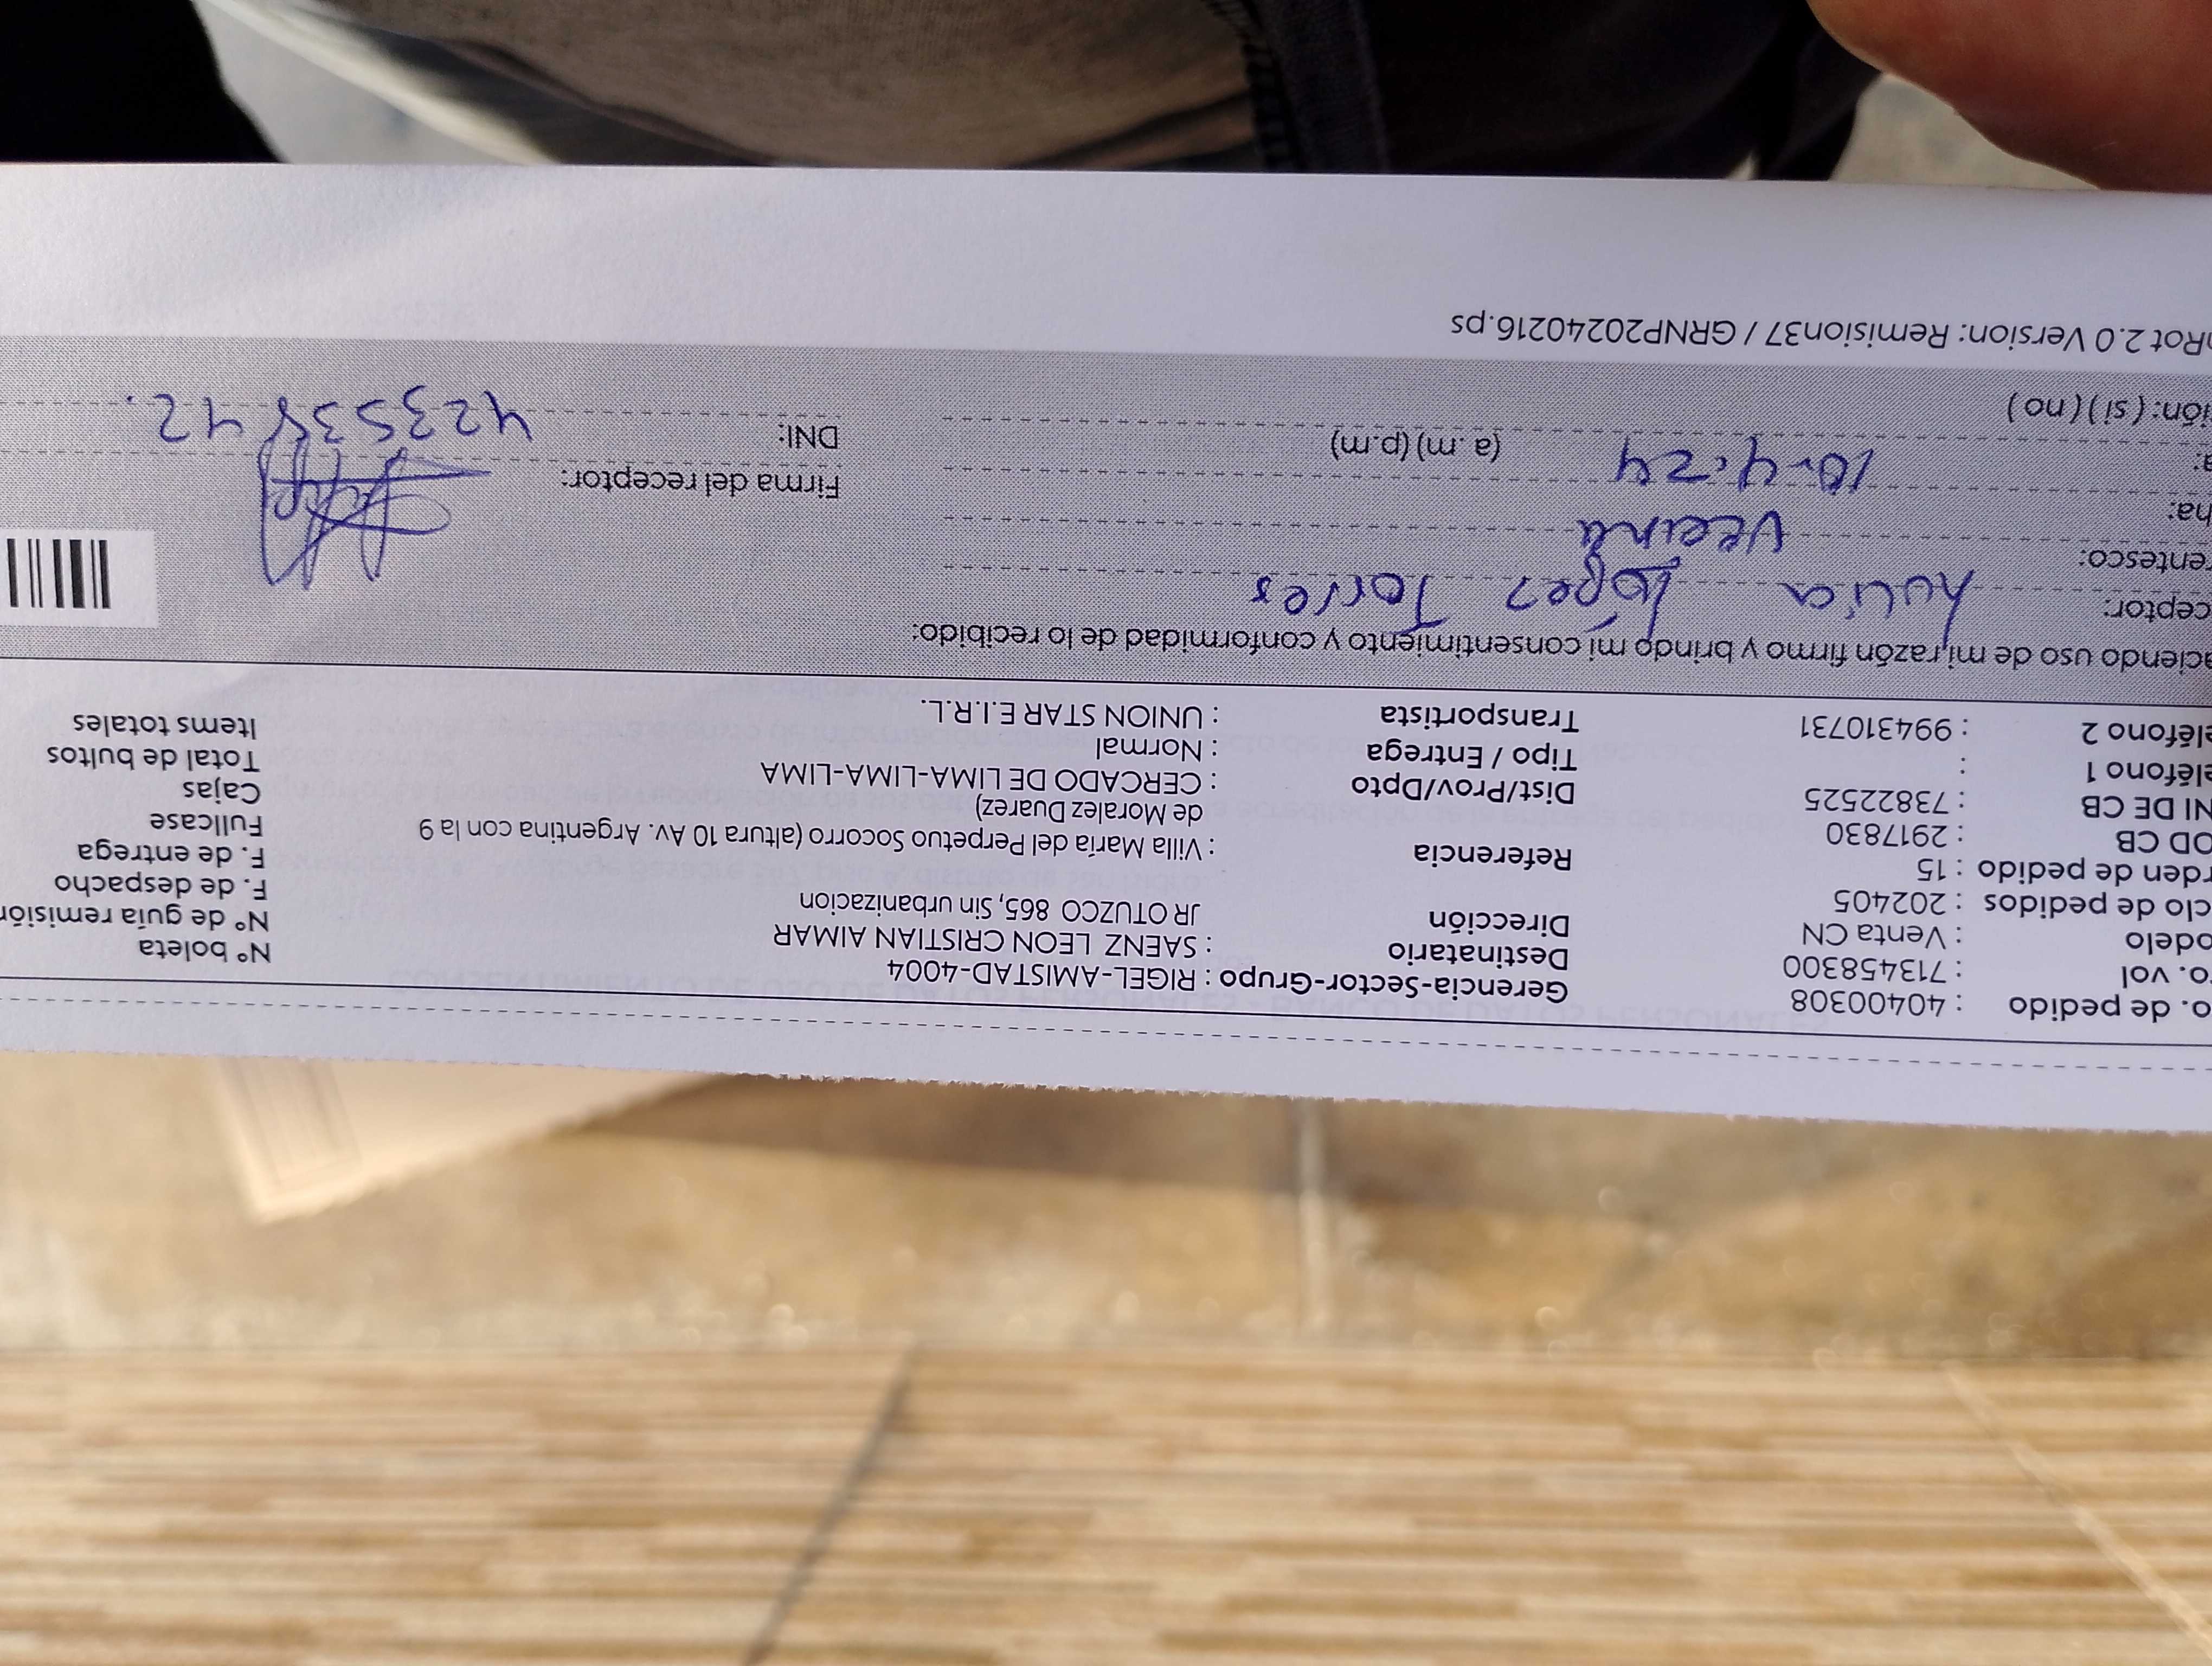 o. de pedido : 40400308 Gerencia-Sector-Grupo : RIGEL-AMISTAD-4004 N° boleta
o. vol : 713458300 Destinatario : SAENZ LEON CRISTIAN AIMAR N° de guía remisión
odelo : Venta CN Dirección JR OTUZCO 865, Sin urbanizacion F. de despacho
clo de pedidos : 202405 F. de entrega
rden de pedido : 15 Referencia : Villa María del Perpetuo Socorro (altura 10 Av. Argentina con la 9 Fullcase
OD CB : 2917830 de Moralez Duarez) Cajas
NI DE CB : 73822525 Dist/Prov/Dpto : CERCADO DE LIMA-LIMA-LIMA Total de bultos
eléfono 1 : Tipo / Entrega : Normal Items totales
eléfono 2 : 994310731 Transportista : UNION STAR E.I.R.L.
aciendo uso de mi razón firmo y brindo mi consentimiento y conformidad de lo recibido:
ceptor: López Torres
entesco: Vecina Firma del receptor:
ha: 10-4-24
a: (a.m) (p.m) DNI:
ión: (si) (no)
Rot 2.0 Version: Remision37 / GRNP20240216.ps